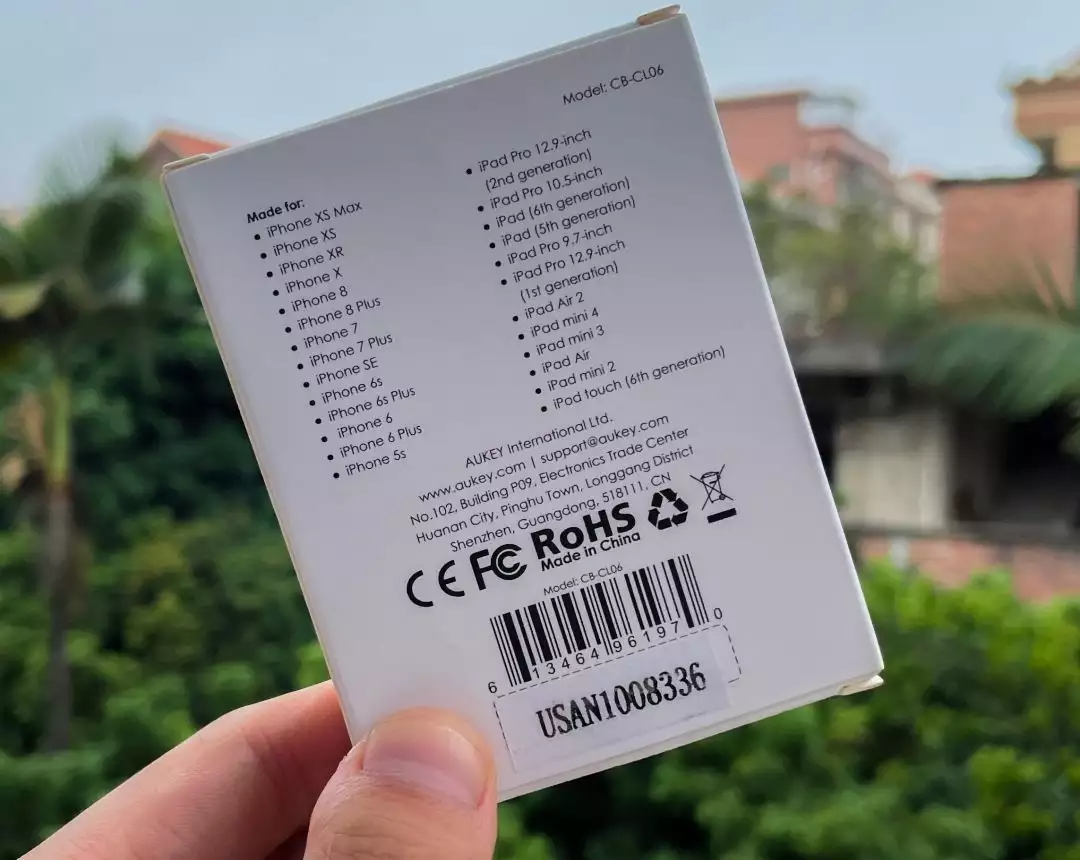 Model: CB-CL06
Made for:
• iPhone XS Max
• iPhone XS
• iPhone XR
• iPhone X
• iPhone 8
• iPhone 8 Plus
• iPhone 7
• iPhone 7 Plus
• iPhone SE
• iPhone 6s
• iPhone 6s Plus
• iPhone 6
• iPhone 6 Plus
• iPhone 5s
• iPad Pro 12.9-inch
(2nd generation)
• iPad Pro 10.5-inch
• iPad (6th generation)
• iPad (5th generation)
• iPad Pro 9.7-inch
• iPad Pro 12.9-inch
(1st generation)
• iPad Air 2
• iPad mini 4
• iPad mini 3
• iPad Air
• iPad mini 2
• iPod touch (6th generation)
AUKEY International Ltd.
www.aukey.com | support@aukey.com
No.102, Building P09, Electronics Trade Center
Huanan City, Pinghu Town, Longgang District
Shenzhen, Guangdong, 518111, CN
CE FC RoHS
Made in China
Model: CB-CL06
6 13464 96197 0
USAN1008336